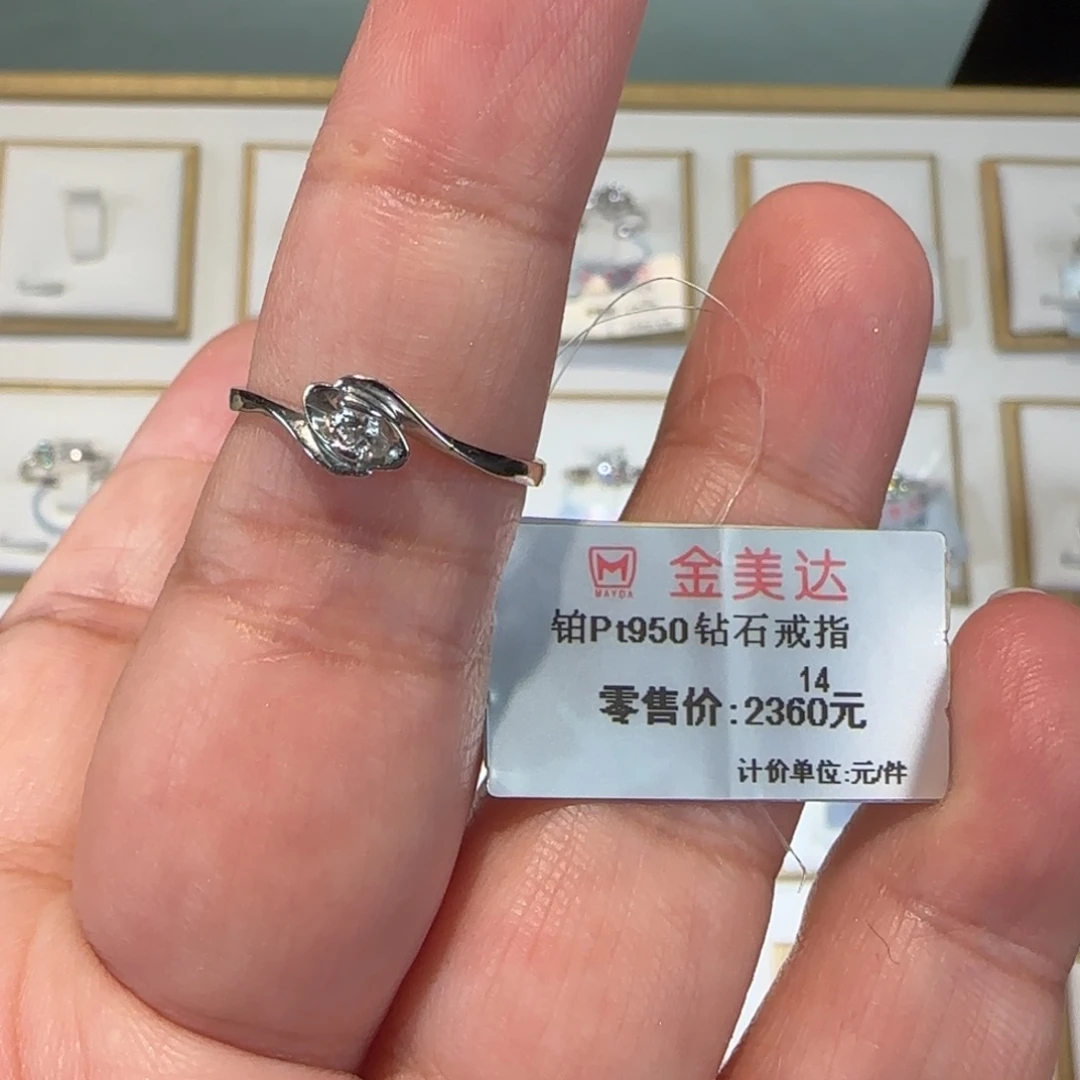 M 金美达
MAYDA
铂Pt950钻石戒指
14
零售价:2360元
计价单位:元/件